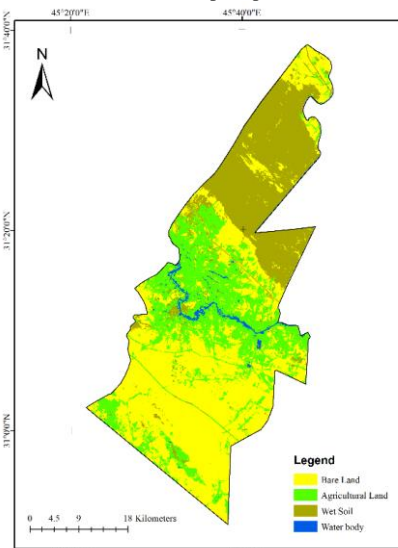 45°20'0"E 45°40'0"E
31°40'0"N
N
31°20'0"N
31°0'0"N
Legend
Bare Land
Agricultural Land
Wet Soil
Water body
0 4.5 9 18 Kilometers